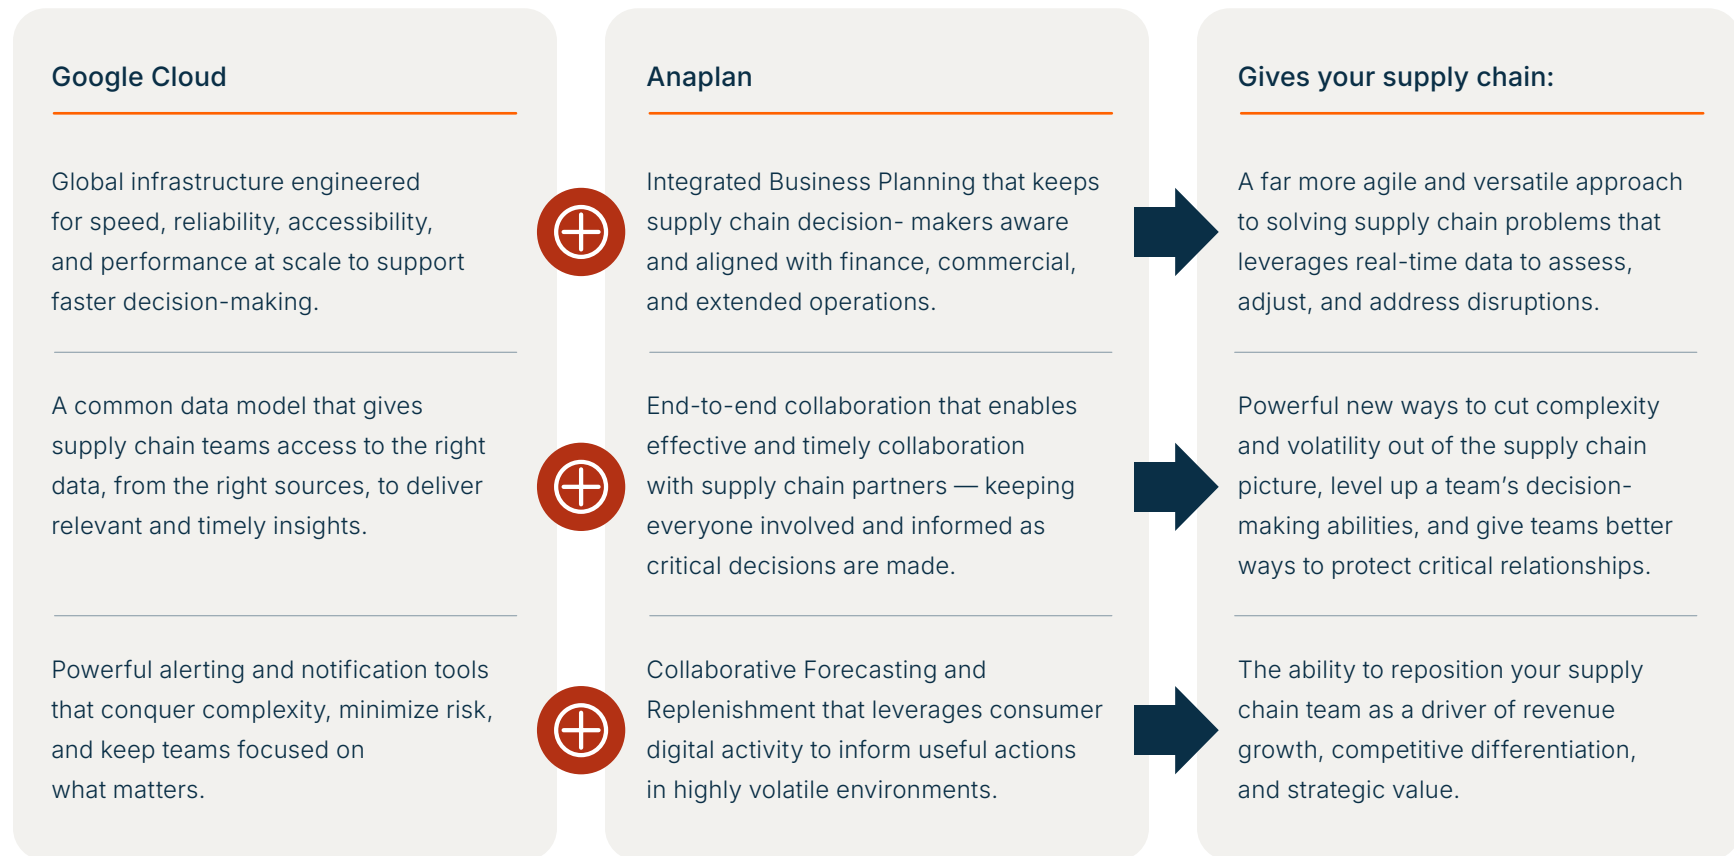 Google Cloud
Global infrastructure engineered
for speed, reliability, accessibility,
and performance at scale to support
faster decision-making.
A common data model that gives
supply chain teams access to the right
data, from the right sources, to deliver
relevant and timely insights.
Powerful alerting and notification tools
that conquer complexity, minimize risk,
and keep teams focused on
what matters.
Anaplan
Integrated Business Planning that keeps
supply chain decision- makers aware
and aligned with finance, commercial,
and extended operations.
End-to-end collaboration that enables
effective and timely collaboration
with supply chain partners — keeping
everyone involved and informed as
critical decisions are made.
Collaborative Forecasting and
Replenishment that leverages consumer
digital activity to inform useful actions
in highly volatile environments.
Gives your supply chain:
A far more agile and versatile approach
to solving supply chain problems that
leverages real-time data to assess,
adjust, and address disruptions.
Powerful new ways to cut complexity
and volatility out of the supply chain
picture, level up a team’s decision-
making abilities, and give teams better
ways to protect critical relationships.
The ability to reposition your supply
chain team as a driver of revenue
growth, competitive differentiation,
and strategic value.